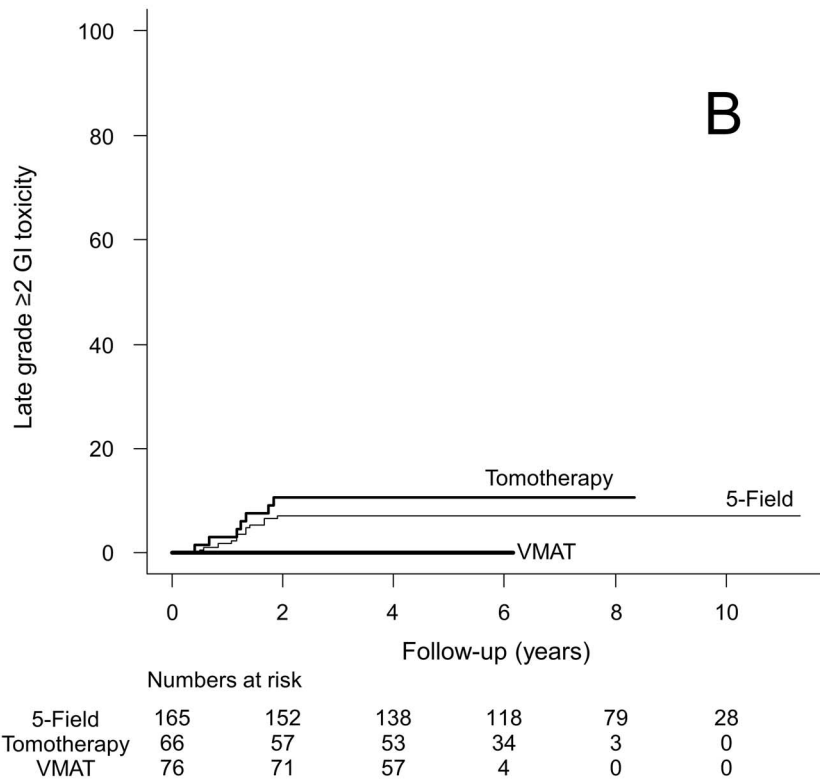 100
B
80
Late grade ≥2 GI toxicity
60
40
20
Tomotherapy
5-Field
0
VMAT
0 2 4 6 8 10
Follow-up (years)
Numbers at risk
5-Field 165 152 138 118 79 28
Tomotherapy 66 57 53 34 3 0
VMAT 76 71 57 4 0 0